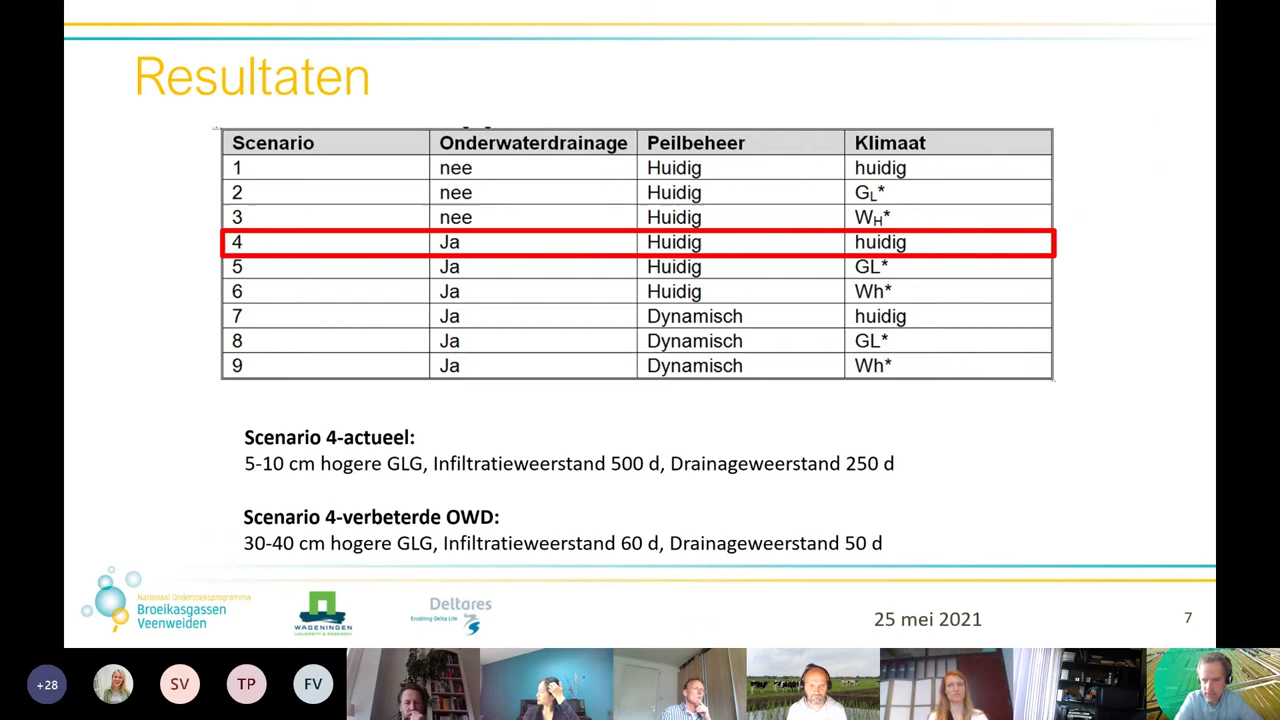 Resultaten
Scenario Onderwaterdrainage Peilbeheer Klimaat
1 nee Huidig huidig
2 nee Huidig GL*
3 nee Huidig WH*
4 Ja Huidig huidig
5 Ja Huidig GL*
6 Ja Huidig Wh*
7 Ja Dynamisch huidig
8 Ja Dynamisch GL*
9 Ja Dynamisch Wh*
Scenario 4-actueel:
5-10 cm hogere GLG, Infiltratieweerstand 500 d, Drainageweerstand 250 d
Scenario 4-verbeterde OWD:
30-40 cm hogere GLG, Infiltratieweerstand 60 d, Drainageweerstand 50 d
Nationaal Onderzoeksprogramma
Broeikasgassen
Veenweiden
WAGENINGEN
UNIVERSITY & RESEARCH
Deltares
Enabling Delta Life
25 mei 2021
7
+28
SV
TP
FV